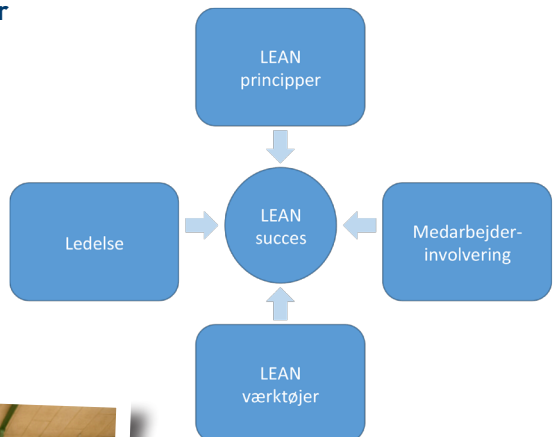 r
LEAN
principper
Ledelse
LEAN
succes
Medarbejder-
involvering
LEAN
værktøjer